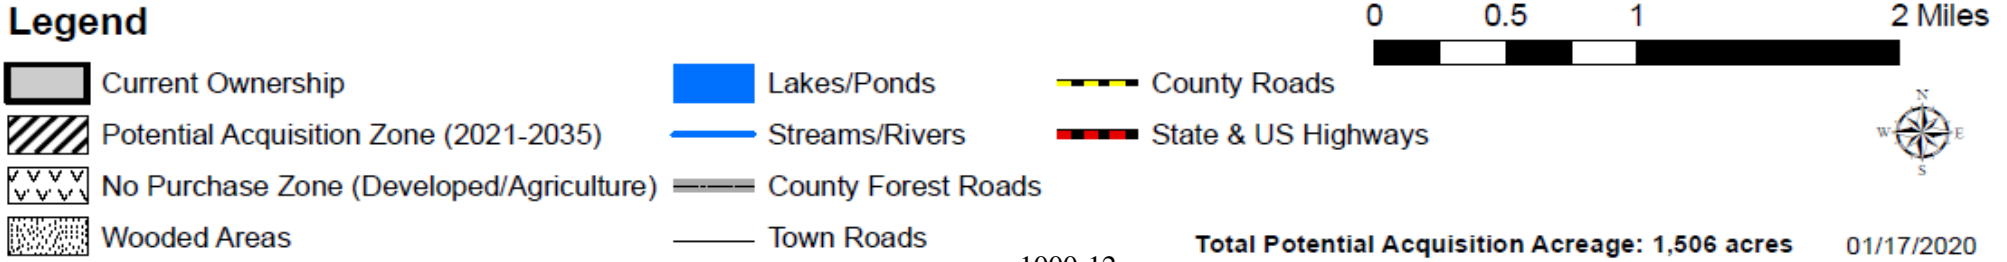 Legend
Current Ownership
Potential Acquisition Zone (2021-2035)
No Purchase Zone (Developed/Agriculture)
Wooded Areas
Lakes/Ponds
Streams/Rivers
County Forest Roads
Town Roads
County Roads
State & US Highways
0 0.5 1 2 Miles
N
W E
S
Total Potential Acquisition Acreage: 1,506 acres 01/17/2020
1000-12